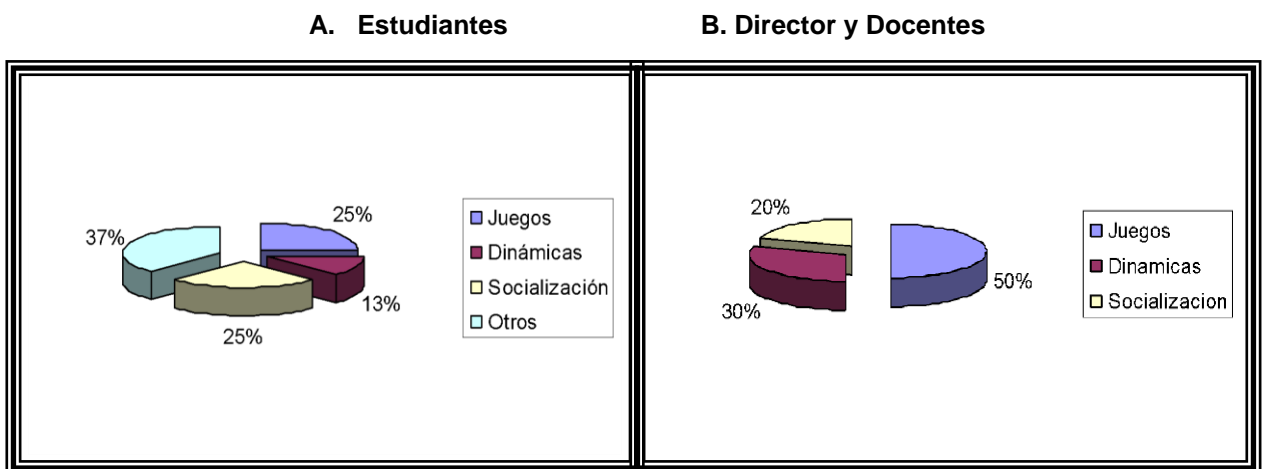 A. Estudiantes
B. Director y Docentes
25%
37%
13%
25%
Juegos
Dinámicas
Socialización
Otros
20%
50%
30%
Juegos
Dinamicas
Socializacion